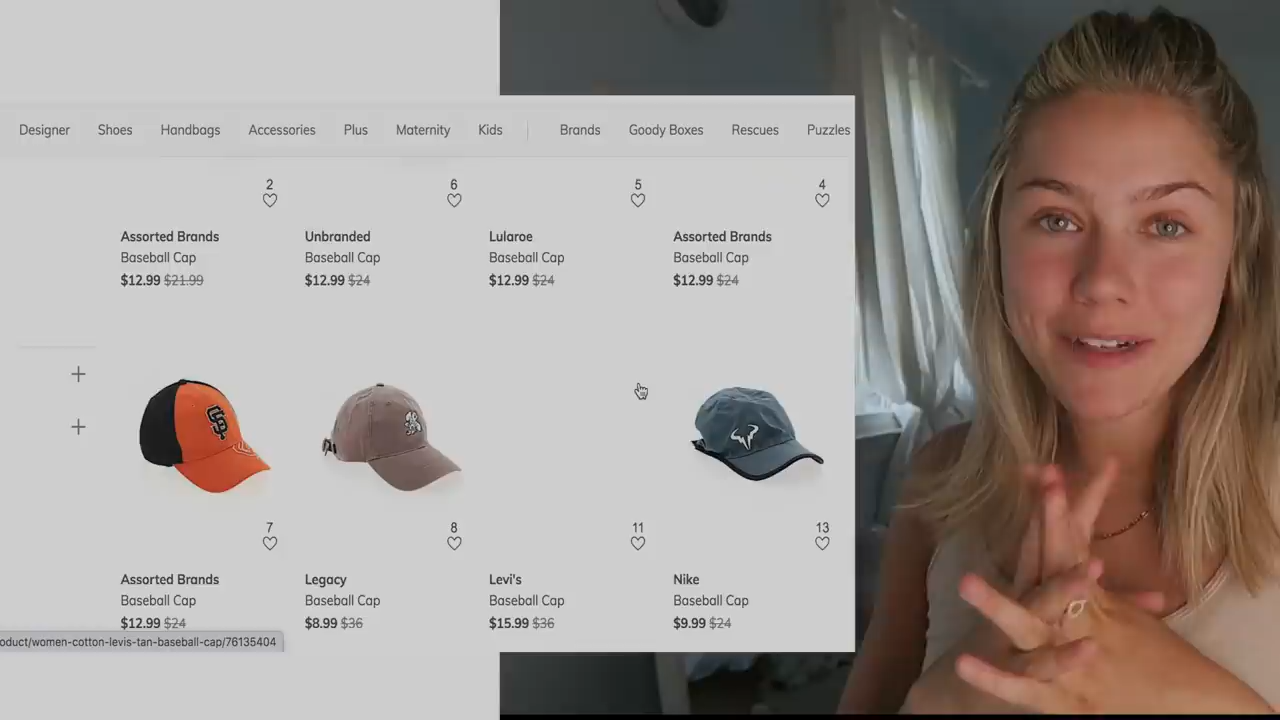 Designer Shoes Handbags Accessories Plus Maternity Kids Brands Goody Boxes Rescues Puzzles
2 6 5 4
Assorted Brands Unbranded Lularoe Assorted Brands
Baseball Cap Baseball Cap Baseball Cap Baseball Cap
$12.99 $21.99 $12.99 $24 $12.99 $24 $12.99 $24
SF
7 8 11 13
Assorted Brands Legacy Levi's Nike
Baseball Cap Baseball Cap Baseball Cap Baseball Cap
$12.99 $24 $8.99 $36 $15.99 $36 $9.99 $24
oduct/women-cotton-levis-tan-baseball-cap/76135404